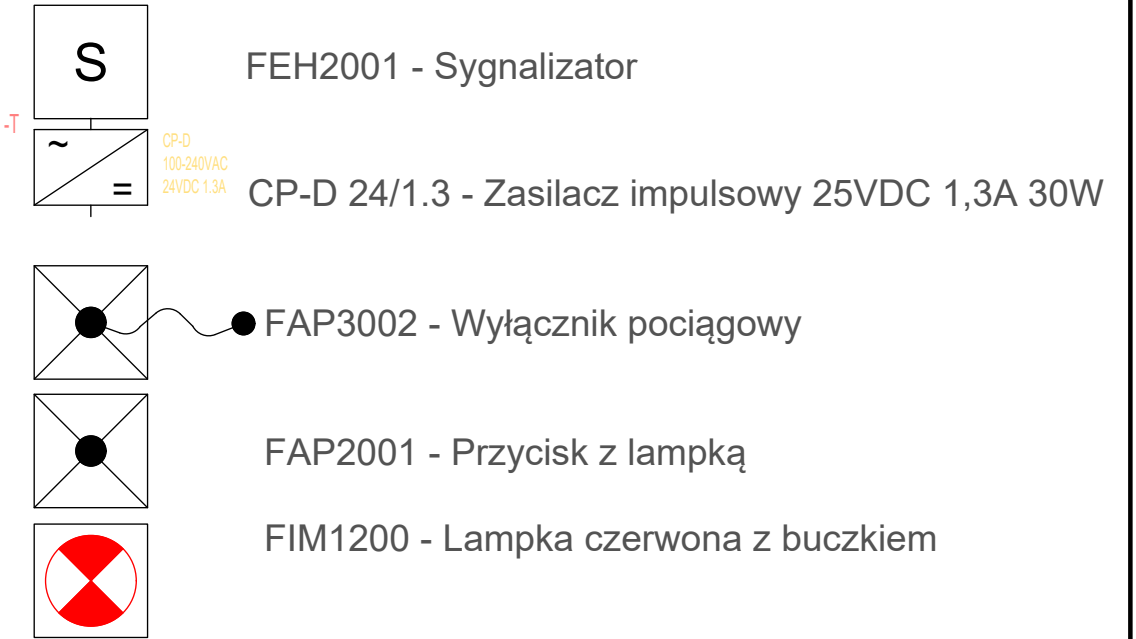 S
FEH2001 - Sygnalizator
-T
~
=
CP-D
100-240VAC
24VDC 1.3A
CP-D 24/1.3 - Zasilacz impulsowy 25VDC 1,3A 30W
FAP3002 - Wyłącznik pociągowy
FAP2001 - Przycisk z lampką
FIM1200 - Lampka czerwona z buczkiem